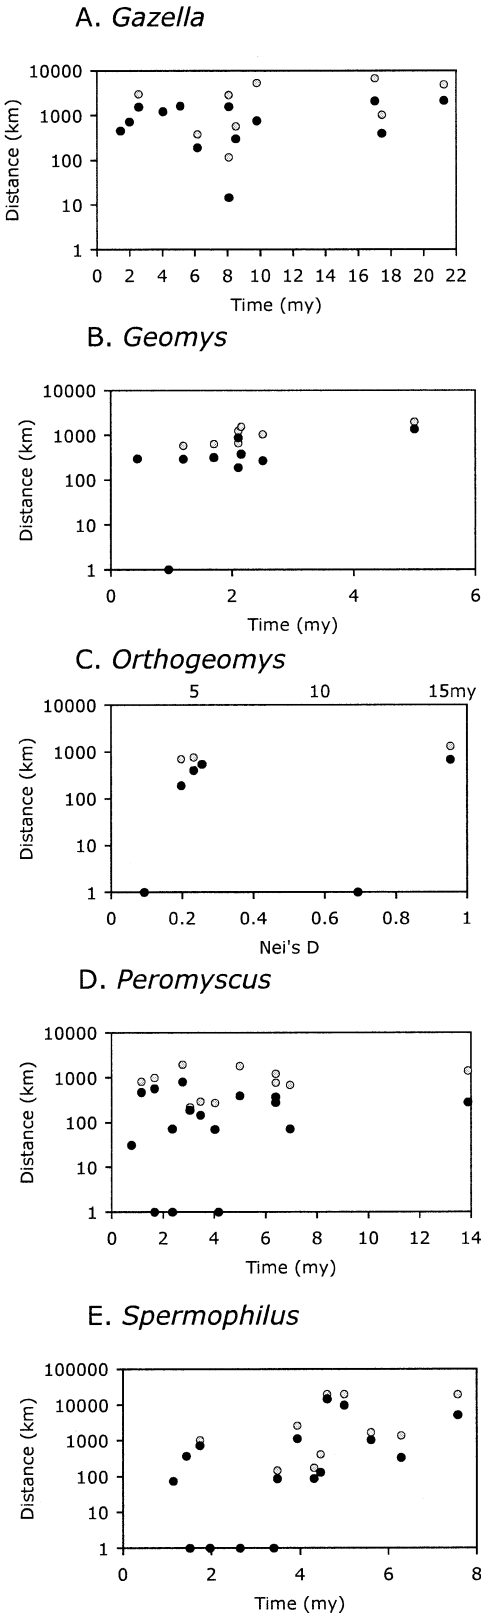 A. Gazella
10000
1000
100
10
1
Distance (km)
0 2 4 6 8 10 12 14 16 18 20 22
Time (my)
B. Geomys
10000
1000
100
10
1
Distance (km)
0 2 4 6
Time (my)
C. Orthogeomys
5 10 15my
10000
1000
100
10
1
Distance (km)
0 0.2 0.4 0.6 0.8 1
Nei's D
D. Peromyscus
10000
1000
100
10
1
Distance (km)
0 2 4 6 8 10 12 14
Time (my)
E. Spermophilus
100000
10000
1000
100
10
1
Distance (km)
0 2 4 6 8
Time (my)